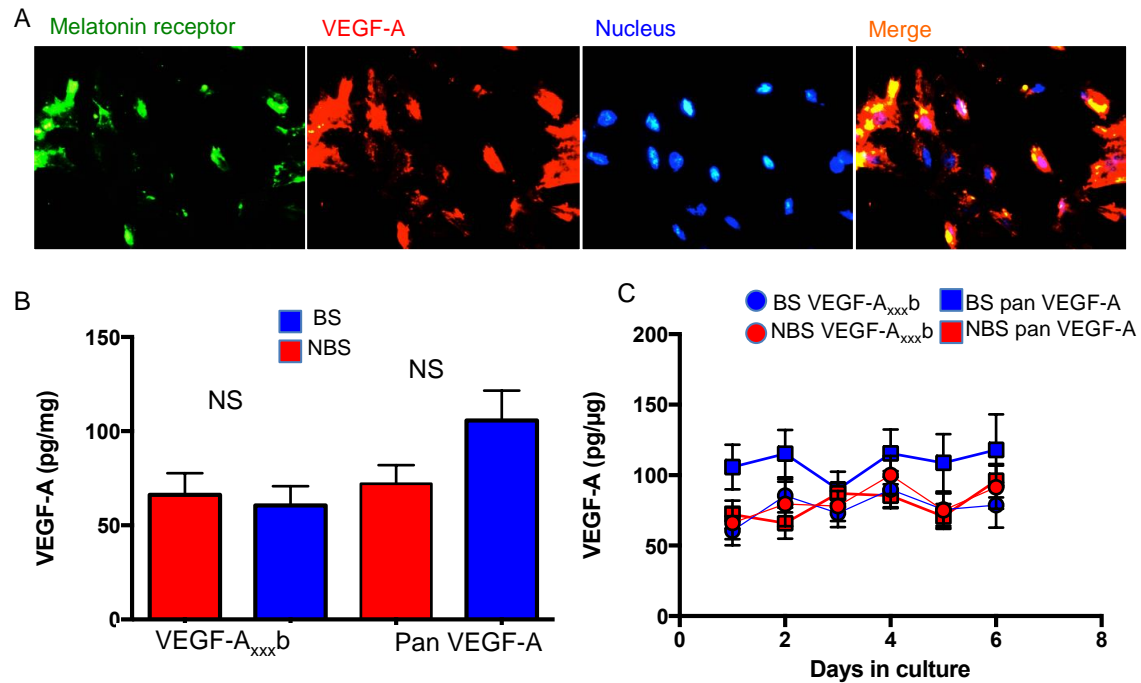 A
Melatonin receptor
VEGF-A
Nucleus
Merge
B
BS
NBS
NS
NS
150
100
50
0
VEGF-A (pg/mg)
VEGF-Axxxb
Pan VEGF-A
C
BS VEGF-Axxxb
BS pan VEGF-A
NBS VEGF-Axxxb
NBS pan VEGF-A
200
150
100
50
0
VEGF-A (pg/µg)
0 2 4 6 8
Days in culture